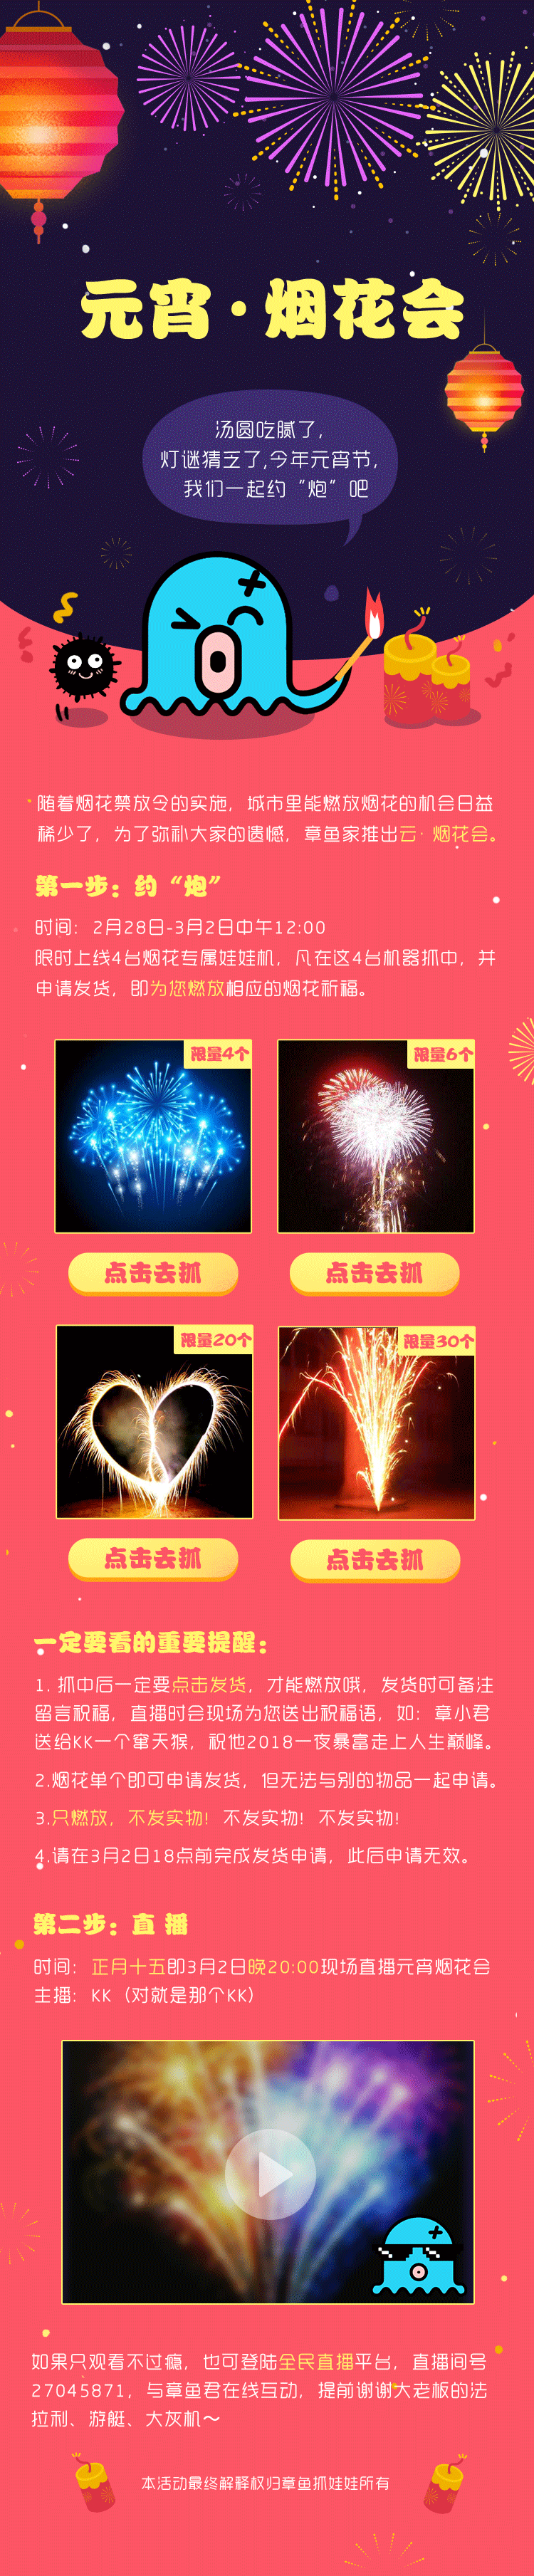 元宵·烟花会
汤圆吃腻了,
灯谜猜烹了,今年元宵节,
我们一起约“炮”吧
随着烟花禁放令的实施，城市里能燃放烟花的机会日益
稀少了，为了弥补大家的遗憾，章鱼家推出云·烟花会。
第一步：约“炮”
时间：2月28日-3月2日中午12:00
限时上线4台烟花专属娃娃机，凡在这4台机器抓中，并
申请发货，即为您燃放相应的烟花祈福。
限量4个
限量6个
点击去抓
点击去抓
限量20个
限量30个
点击去抓
点击去抓
一定要看的重要提醒：
1. 抓中后一定要点击发货，才能燃放哦，发货时可备注
留言祝福，直播时会现场为您送出祝福语，如：章小君
送给KK一个窜天猴，祝他2018一夜暴富走上人生巅峰。
2.烟花单个即可申请发货，但无法与别的物品一起申请。
3.只燃放，不发实物! 不发实物! 不发实物!
4.请在3月2日18点前完成发货申请，此后申请无效。
第二步：直 播
时间：正月十五即3月2日晚20:00现场直播元宵烟花会
主播：KK（对就是那个KK）
如果只观看不过瘾，也可登陆全民直播平台，直播间号
27045871，与章鱼君在线互动，提前谢谢大老板的法
拉利、游艇、大灰机～
本活动最终解释权归章鱼抓娃娃所有